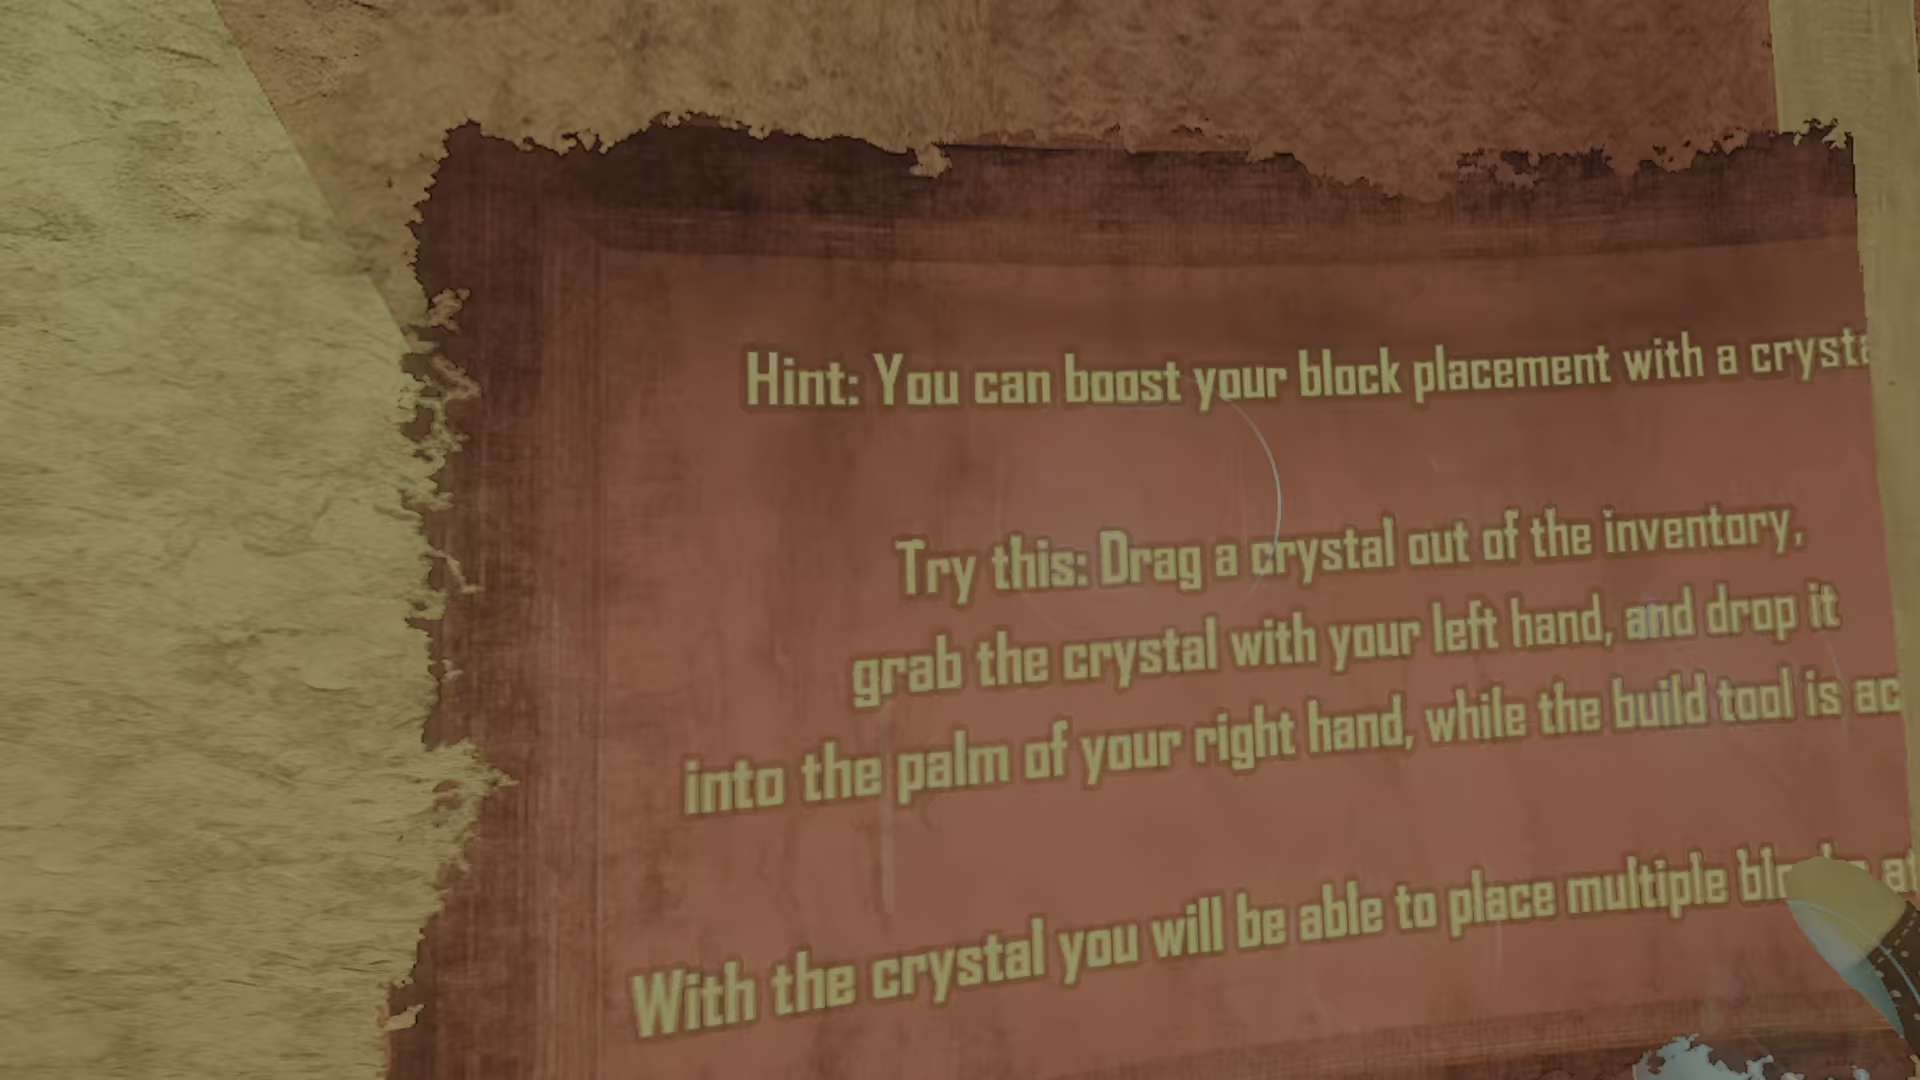 Hint: You can boost your block placement with a
Try this: Drag a crystal out of the inventory,
grab the crystal with your left hand, and drop it
into the palm of your right hand, while the build tool is
With the crystal you will be able to place multiple